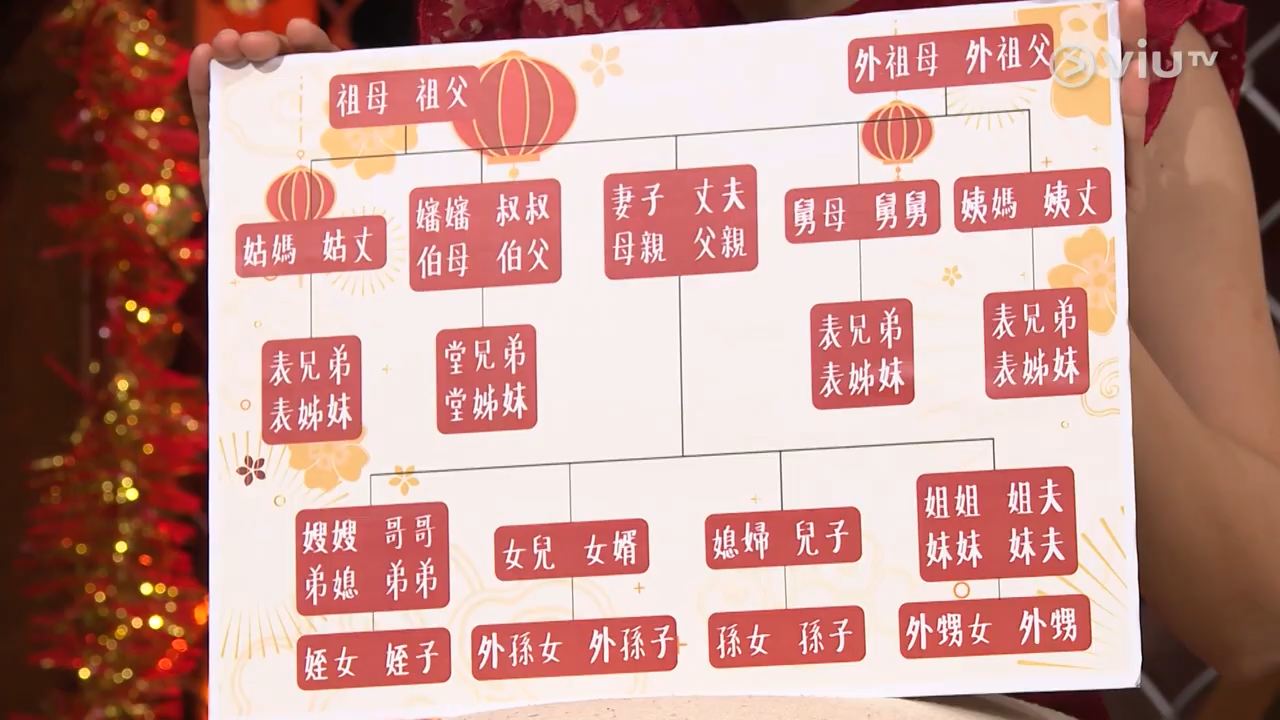 祖母 祖父
外祖母 外祖父
viuTV
姑媽 姑丈
嬸嬸 叔叔
伯母 伯父
妻子 丈夫
母親 父親
舅母 舅舅
姨媽 姨丈
表兄弟
表姊妹
堂兄弟
堂姊妹
表兄弟
表姊妹
表兄弟
表姊妹
嫂嫂 哥哥
弟媳 弟弟
女兒 女婿
媳婦 兒子
姐姐 姐夫
妹妹 妹夫
姪女 姪子
外孫女 外孫子
孫女 孫子
外甥女 外甥